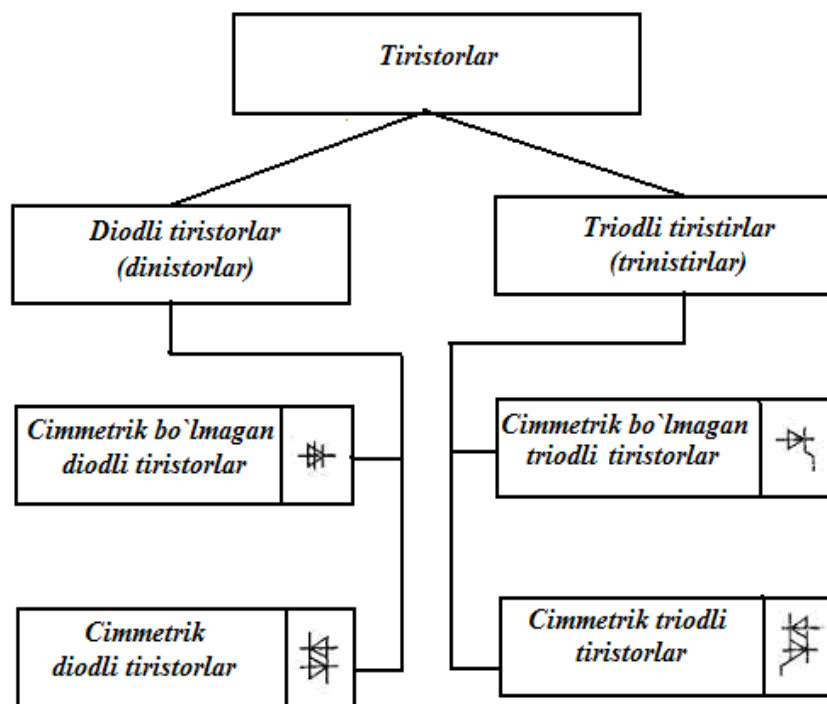 Tiristorlar
Diodli tiristorlar
(dinistorlar)
Triodli tiristirlar
(trinistirlar)
Cimmetrik bo`lmagan
diodli tiristorlar
Cimmetrik bo`lmagan
triodli tiristorlar
Cimmetrik
diodli tiristorlar
Cimmetrik triodli
tiristorlar